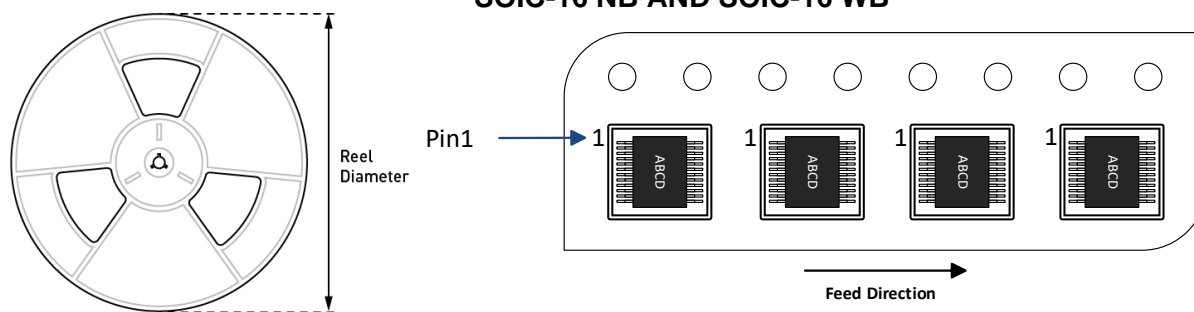 SOIC-16 NB AND SOIC-16 WB
Reel
Diameter
Pin1
1 1 1 1
ABCD ABCD ABCD ABCD
Feed Direction